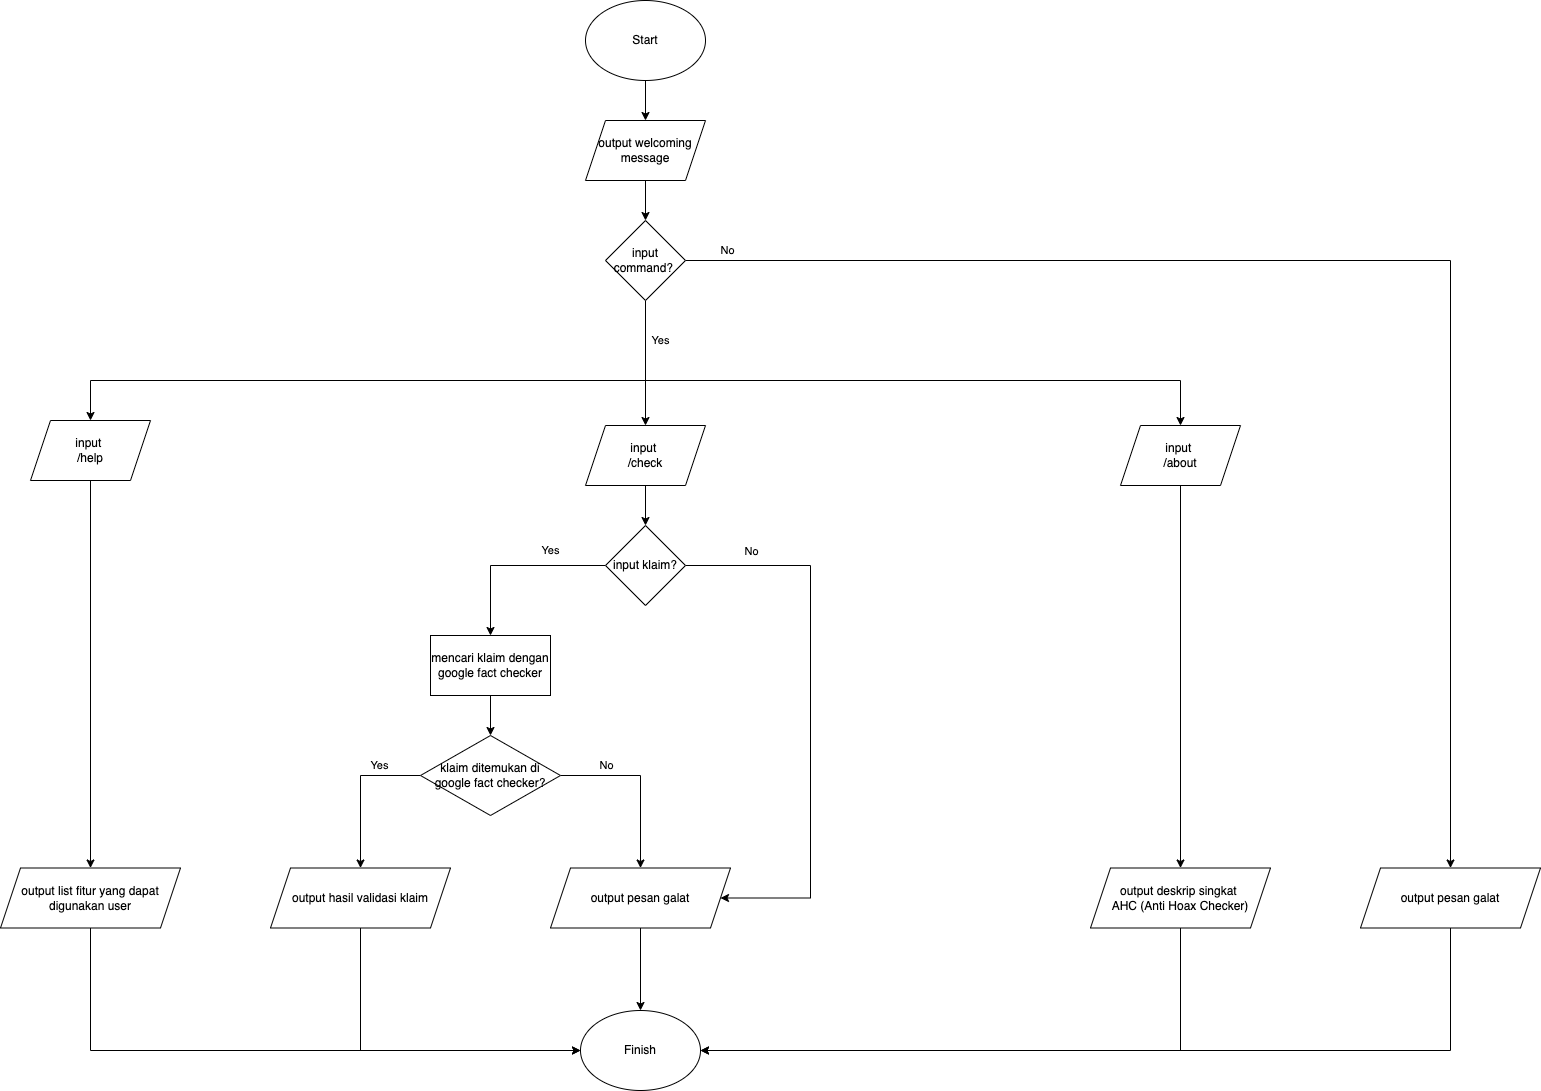 Start
output welcoming
message
input
command?
No
Yes
input
/help
input
/check
input
/about
Yes
input klaim?
No
mencari klaim dengan
google fact checker
Yes
klaim ditemukan di
google fact checker?
No
output list fitur yang dapat
digunakan user
output hasil validasi klaim
output pesan galat
output deskrip singkat
AHC (Anti Hoax Checker)
output pesan galat
Finish